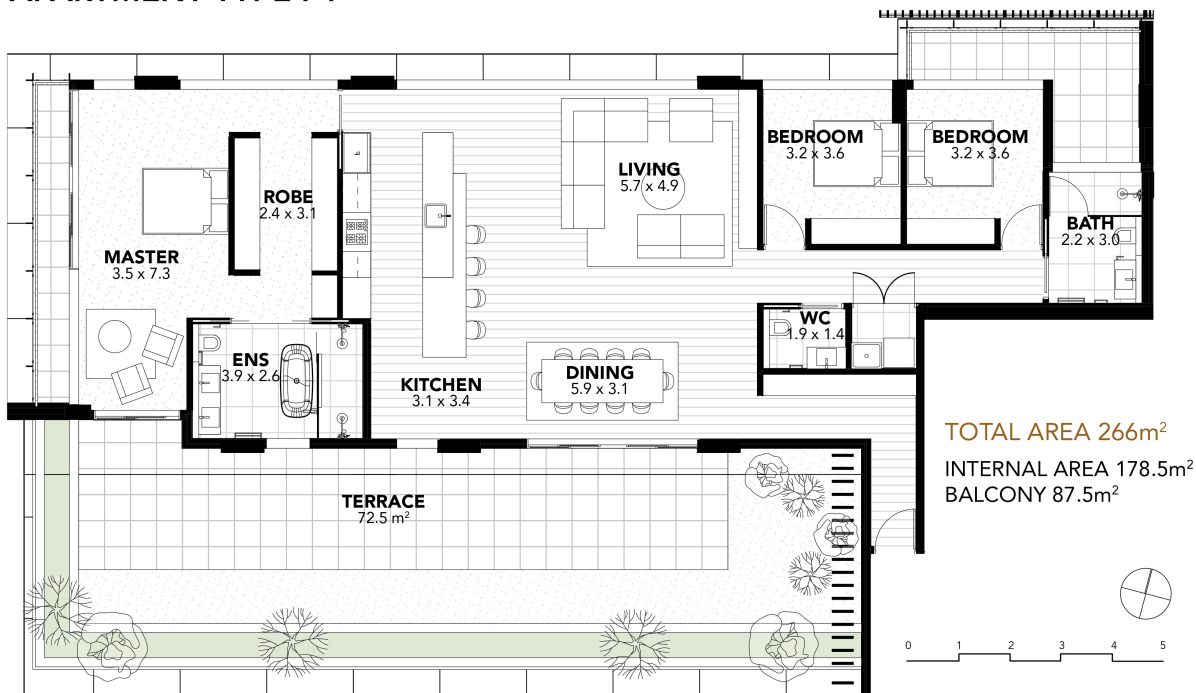 BEDROOM
3.2 x 3.6
BEDROOM
3.2 x 3.6
LIVING
5.7 x 4.9
ROBE
2.4 x 3.1
BATH
2.2 x 3.0
MASTER
3.5 x 7.3
WC
1.9 x 1.4
ENS
3.9 x 2.6
KITCHEN
3.1 x 3.4
DINING
5.9 x 3.1
TOTAL AREA 266m²
INTERNAL AREA 178.5m²
BALCONY 87.5m²
TERRACE
72.5 m²
0 1 2 3 4 5